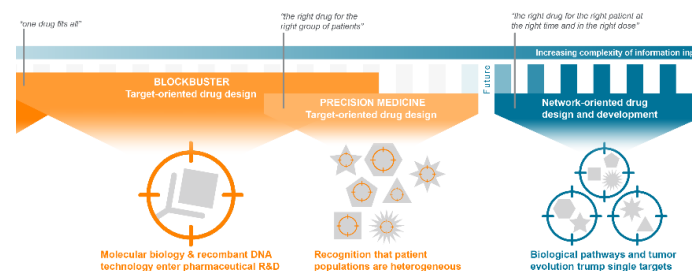 "one drug fits all"
"the right drug for the
right group of patients"
"the right drug for the right patient at
the right time and in the right dose"
Increasing complexity of information
BLOCKBUSTER
Target-oriented drug design
PRECISION MEDICINE
Target-oriented drug design
Future
Network-oriented drug
design and development
Molecular biology & recombant DNA
technology enter pharmaceutical R&D
Recognition that patient
populations are heterogeneous
Biological pathways and tumor
evolution trump single targets